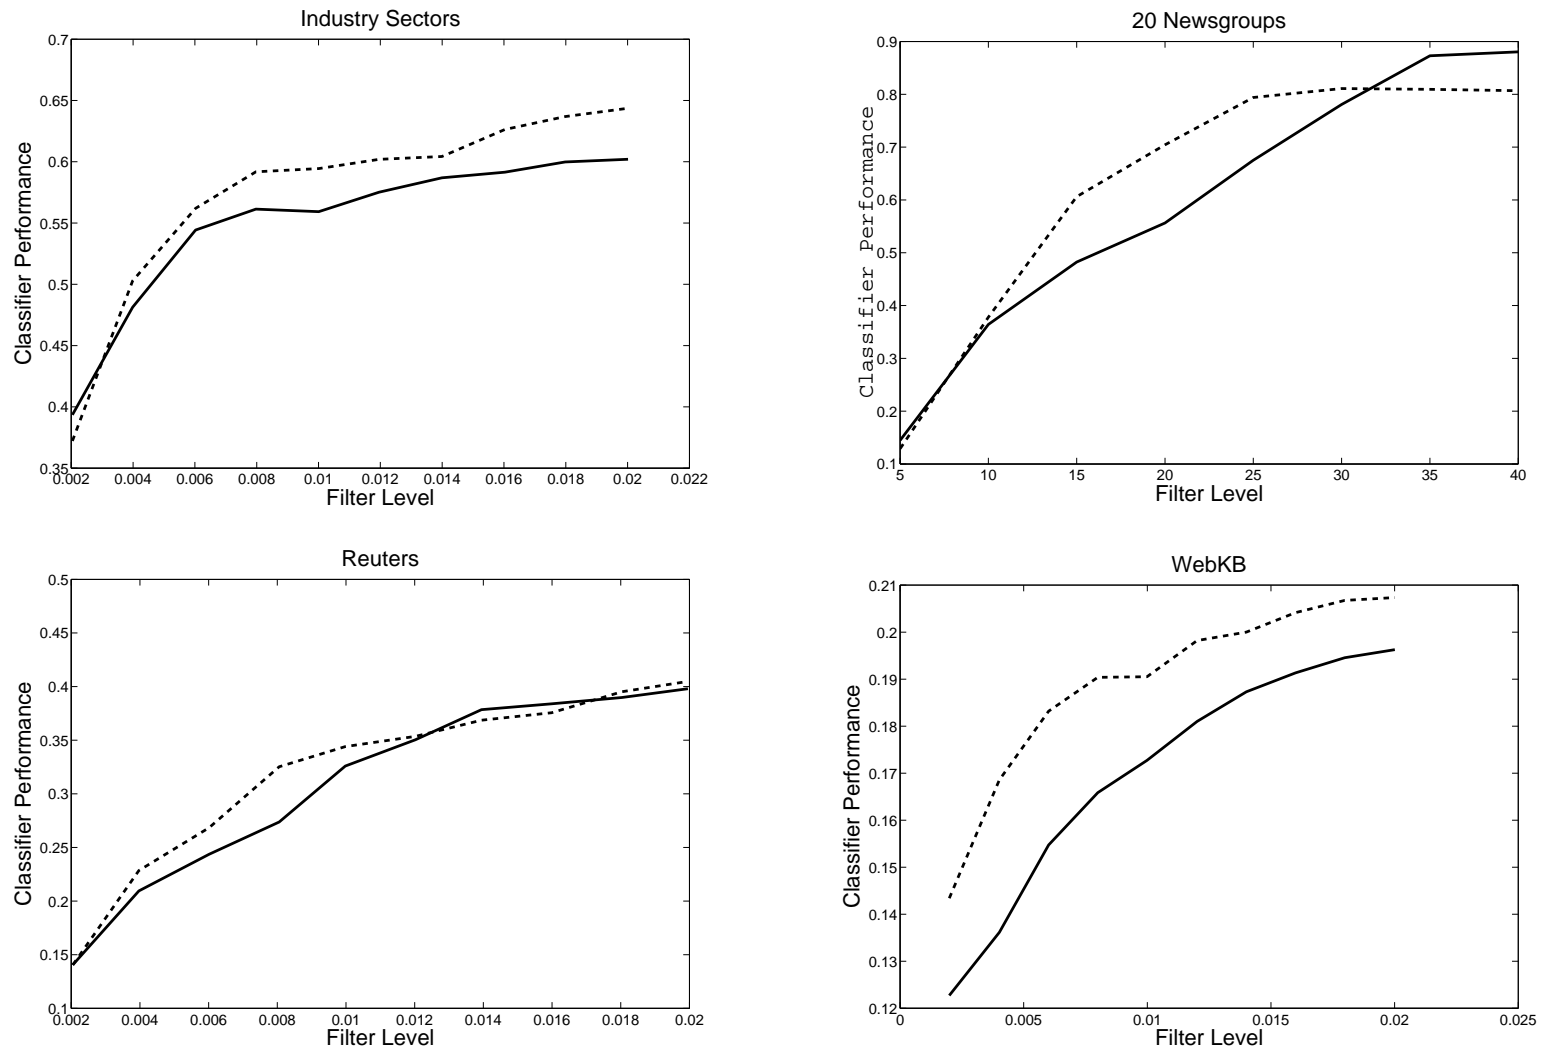 Industry Sectors
0.7
0.65
0.6
0.55
0.5
0.45
0.4
0.35
Classifier Performance
0.002 0.004 0.006 0.008 0.01 0.012 0.014 0.016 0.018 0.02 0.022
Filter Level
20 Newsgroups
0.9
0.8
0.7
0.6
0.5
0.4
0.3
0.2
0.1
Classifier Performance
5 10 15 20 25 30 35 40
Filter Level
Reuters
0.5
0.45
0.4
0.35
0.3
0.25
0.2
0.15
0.1
Classifier Performance
0.002 0.004 0.006 0.008 0.01 0.012 0.014 0.016 0.018 0.02
Filter Level
WebKB
0.21
0.2
0.19
0.18
0.17
0.16
0.15
0.14
0.13
0.12
Classifier Performance
0 0.005 0.01 0.015 0.02 0.025
Filter Level